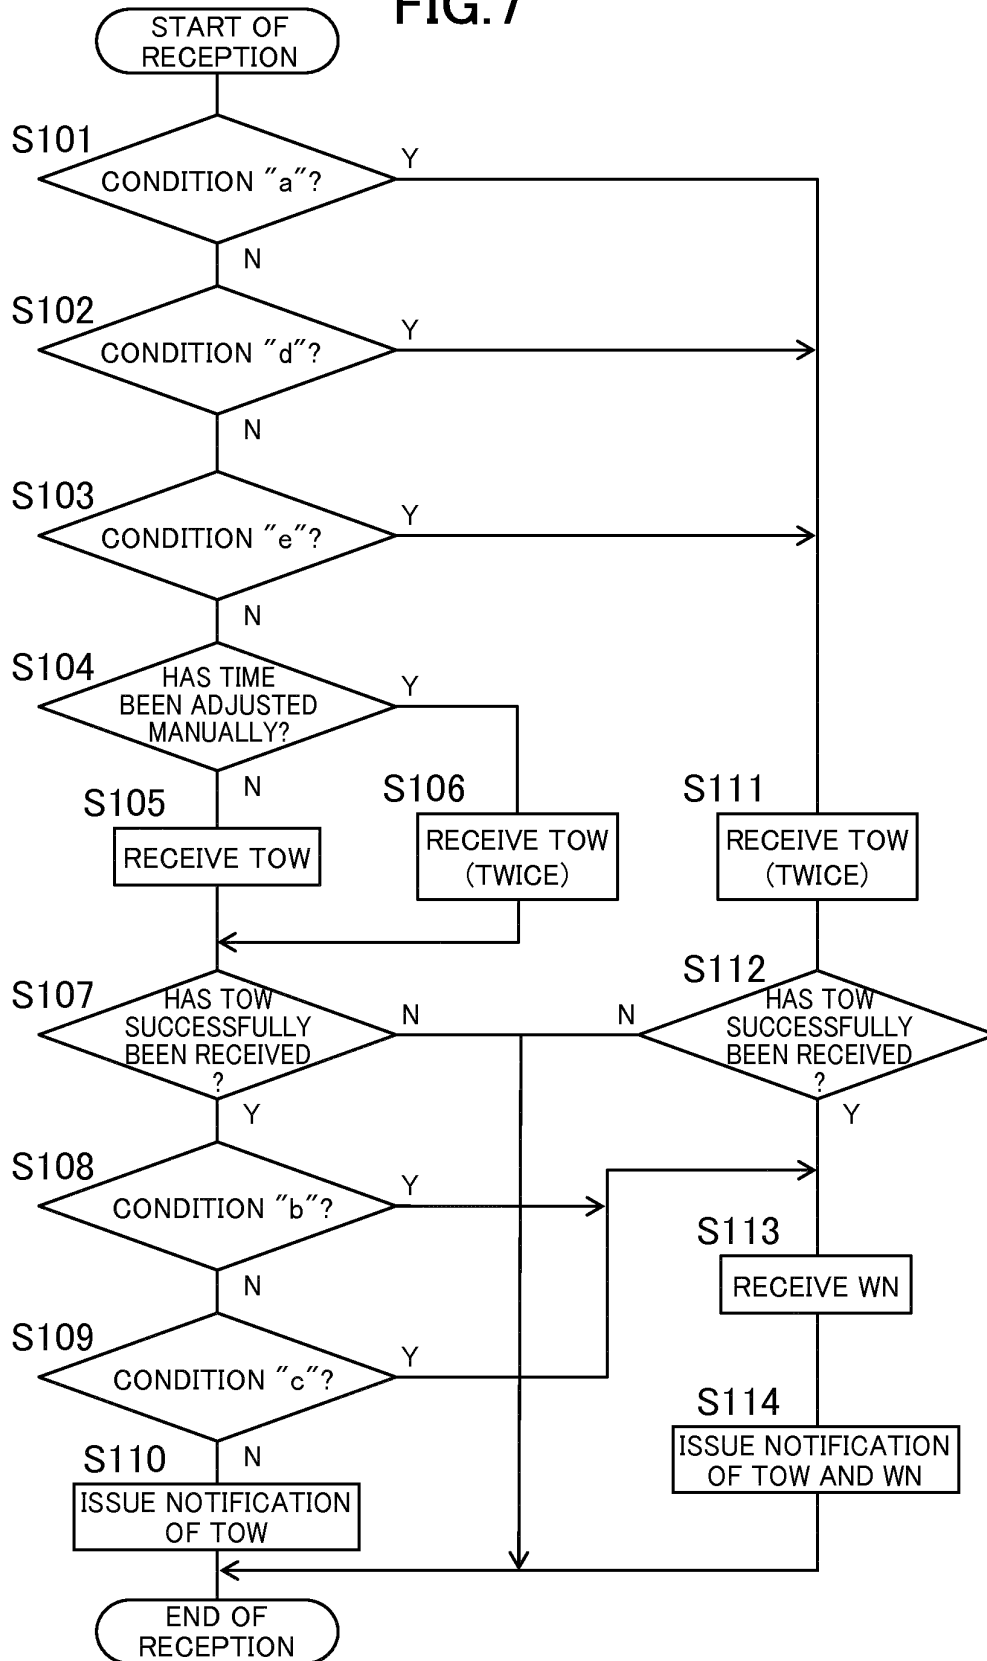 FIG.7
START OF
RECEPTION
S101
CONDITION "a"?
Y
N
S102
CONDITION "d"?
Y
N
S103
CONDITION "e"?
Y
N
S104
HAS TIME
BEEN ADJUSTED
MANUALLY?
Y
N
S105
RECEIVE TOW
S106
RECEIVE TOW
(TWICE)
S111
RECEIVE TOW
(TWICE)
S107
HAS TOW
SUCCESSFULLY
BEEN RECEIVED
?
N
Y
S112
HAS TOW
SUCCESSFULLY
BEEN RECEIVED
?
N
Y
S108
CONDITION "b"?
Y
N
S113
RECEIVE WN
S109
CONDITION "c"?
Y
N
S114
ISSUE NOTIFICATION
OF TOW AND WN
S110
ISSUE NOTIFICATION
OF TOW
END OF
RECEPTION